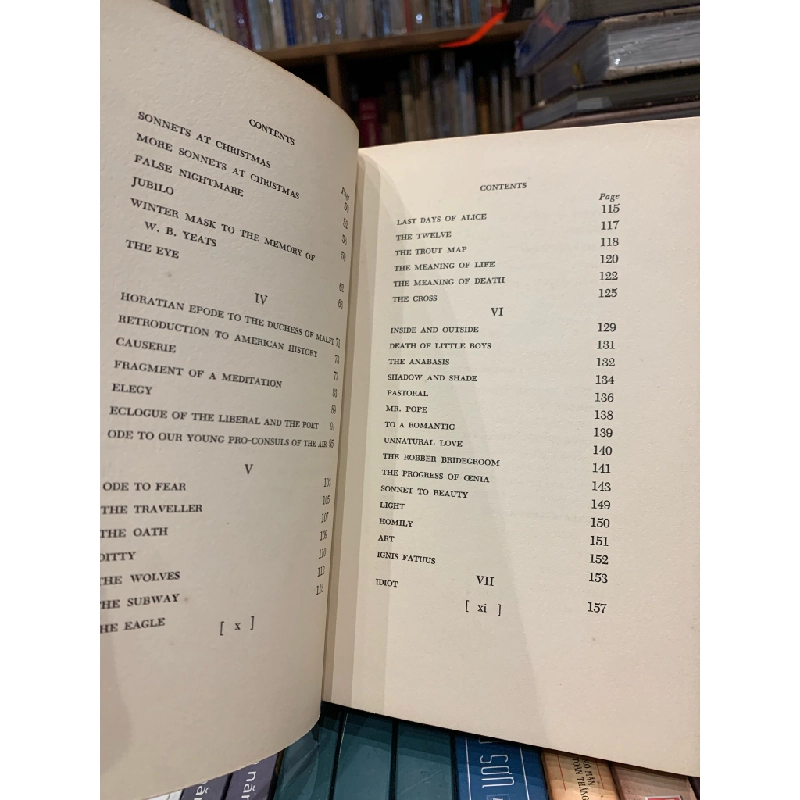 CONTENTS
SONNETS AT CHRISTMAS
Page
MORE SONNETS AT CHRISTMAS
FALSE NIGHTMARE
JUBILO
WINTER MASK TO THE MEMORY OF
W. B. YEATS
THE EYE
IV
HORATIAN EPODE TO THE DUCHESS OF MALFI
RETRODUCTION TO AMERICAN HISTORY
CAUSERIE
FRAGMENT OF A MEDITATION
ELEGY
ECLOGUE OF THE LIBERAL AND THE POET
ODE TO OUR YOUNG PRO-CONSULS OF THE AIR
V
ODE TO FEAR
THE TRAVELLER 105
THE OATH 107
DITTY
THE WOLVES 110
THE SUBWAY
HE EAGLE
[ x ]
CONTENTS
Page
LAST DAYS OF ALICE 115
THE TWELVE 117
THE TROUT MAP 118
THE MEANING OF LIFE 120
THE MEANING OF DEATH 122
THE CROSS 125
VI
INSIDE AND OUTSIDE 129
DEATH OF LITTLE BOYS 131
THE ANABASIS 132
SHADOW AND SHADE 134
PASTORAL 136
MR. POPE 138
TO A ROMANTIC 139
UNNATURAL LOVE 140
THE ROBBER BRIDEGROOM 141
THE PROGRESS OF ŒNIA 143
SONNET TO BEAUTY 149
LIGHT 150
HOMILY 151
ART 152
IGNIS FATUUS 153
VII
IDIOT 157
[ xi ]